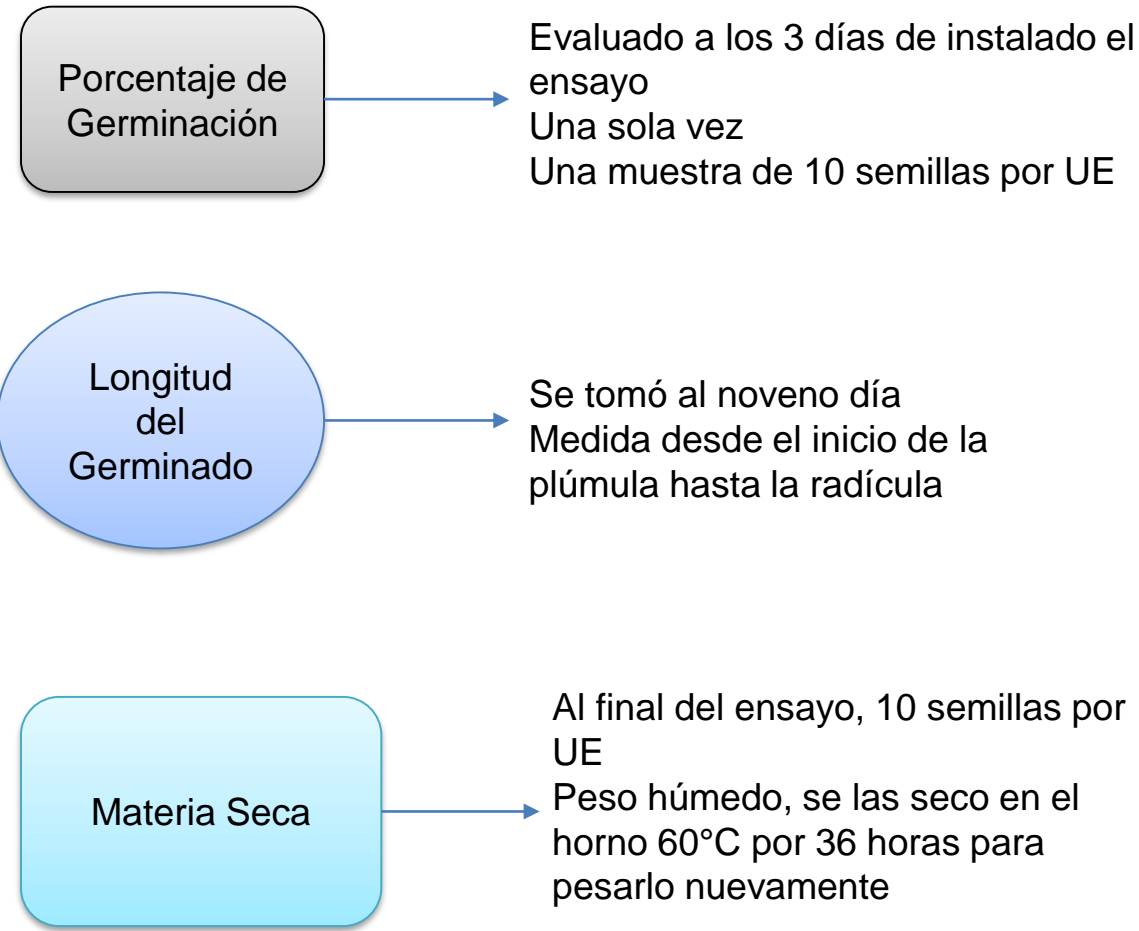 Porcentaje de
Germinación
Evaluado a los 3 días de instalado el
ensayo
Una sola vez
Una muestra de 10 semillas por UE
Longitud
del
Germinado
Se tomó al noveno día
Medida desde el inicio de la
plúmula hasta la radícula
Materia Seca
Al final del ensayo, 10 semillas por
UE
Peso húmedo, se las seco en el
horno 60°C por 36 horas para
pesarlo nuevamente